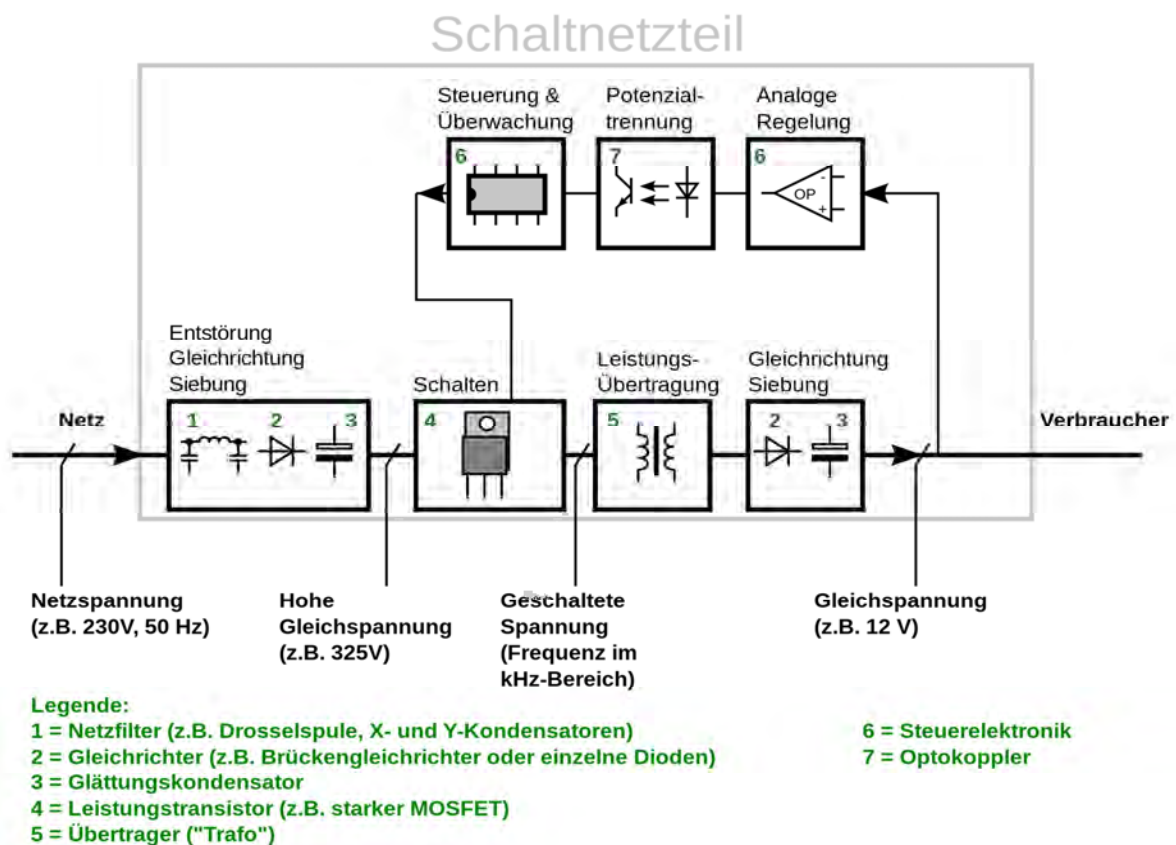 Schaltnetzteil
Steuerung &
Überwachung
Potenzial-
trennung
Analoge
Regelung
6
7
6
OP
-
+
Entstörung
Gleichrichtung
Siebung
Schalten
Leistungs-
Übertragung
Gleichrichtung
Siebung
Netz
1 2 3
4
5
2 3
Verbraucher
Netzspannung
(z.B. 230V, 50 Hz)
Hohe
Gleichspannung
(z.B. 325V)
Geschaltete
Spannung
(Frequenz im
kHz-Bereich)
Gleichspannung
(z.B. 12 V)
Legende:
1 = Netzfilter (z.B. Drosselspule, X- und Y-Kondensatoren)
2 = Gleichrichter (z.B. Brückengleichrichter oder einzelne Dioden)
3 = Glättungskondensator
4 = Leistungstransistor (z.B. starker MOSFET)
5 = Übertrager ("Trafo")
6 = Steuerelektronik
7 = Optokoppler